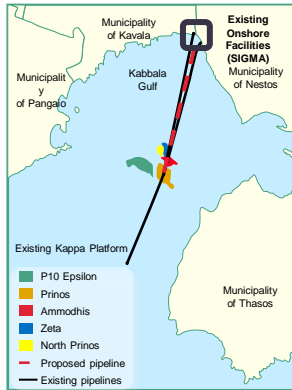 Municipality
of Kavala
Existing
Onshore
Facilities
(SIGMA)
Municipalit
y of Pangaio
Kabbala
Gulf
Municipality
of Nestos
Existing Kappa Platform
P10 Epsilon
Prinos
Ammodhis
Zeta
North Prinos
Proposed pipeline
Existing pipelines
Municipality
of Thasos